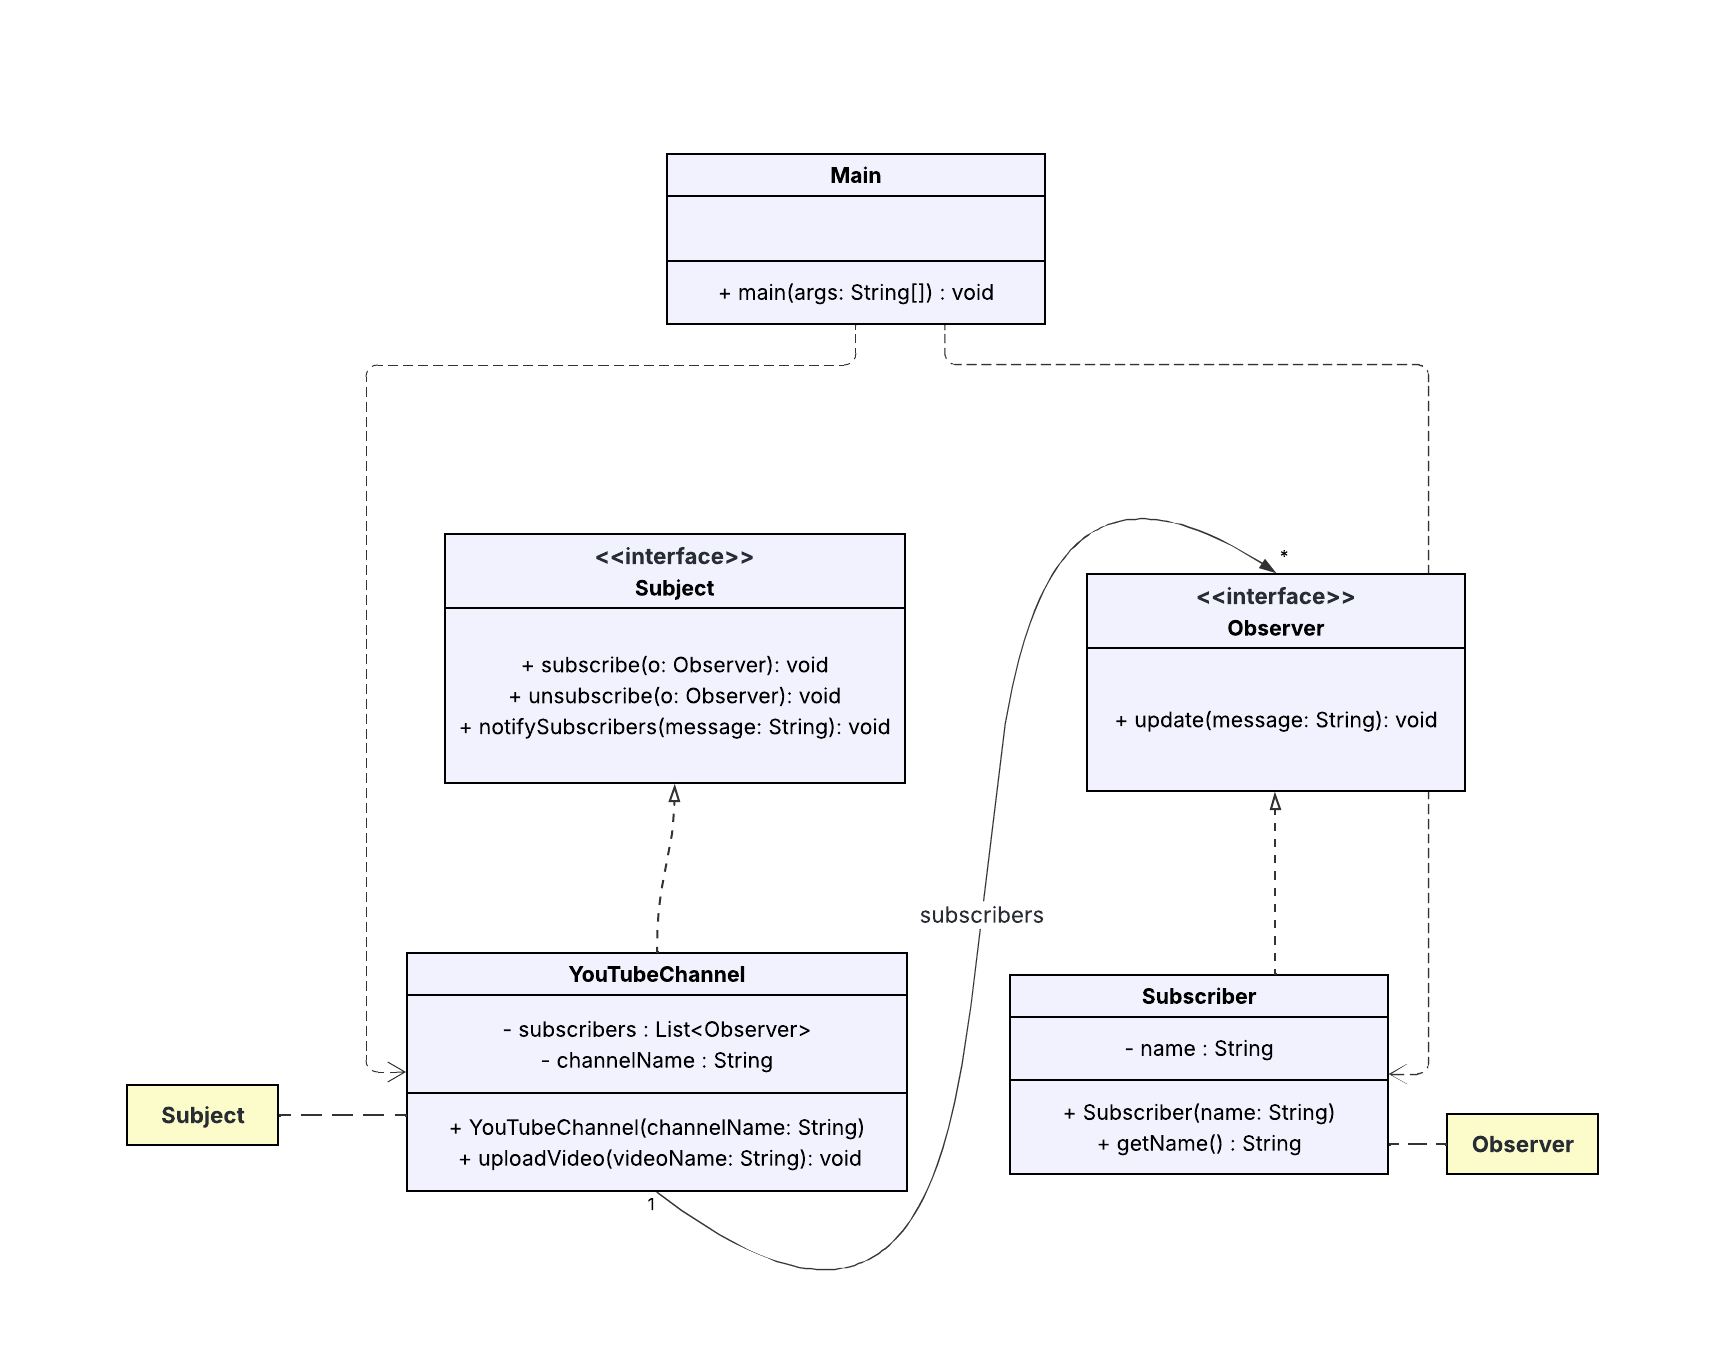 Main
+ main(args: String[]) : void
<<interface>>
Subject
+ subscribe(o: Observer): void
+ unsubscribe(o: Observer): void
+ notifySubscribers(message: String): void
*
<<interface>>
Observer
+ update(message: String): void
subscribers
YouTubeChannel
- subscribers : List<Observer>
- channelName : String
+ YouTubeChannel(channelName: String)
+ uploadVideo(videoName: String): void
1
Subject
Subscriber
- name : String
+ Subscriber(name: String)
+ getName() : String
Observer